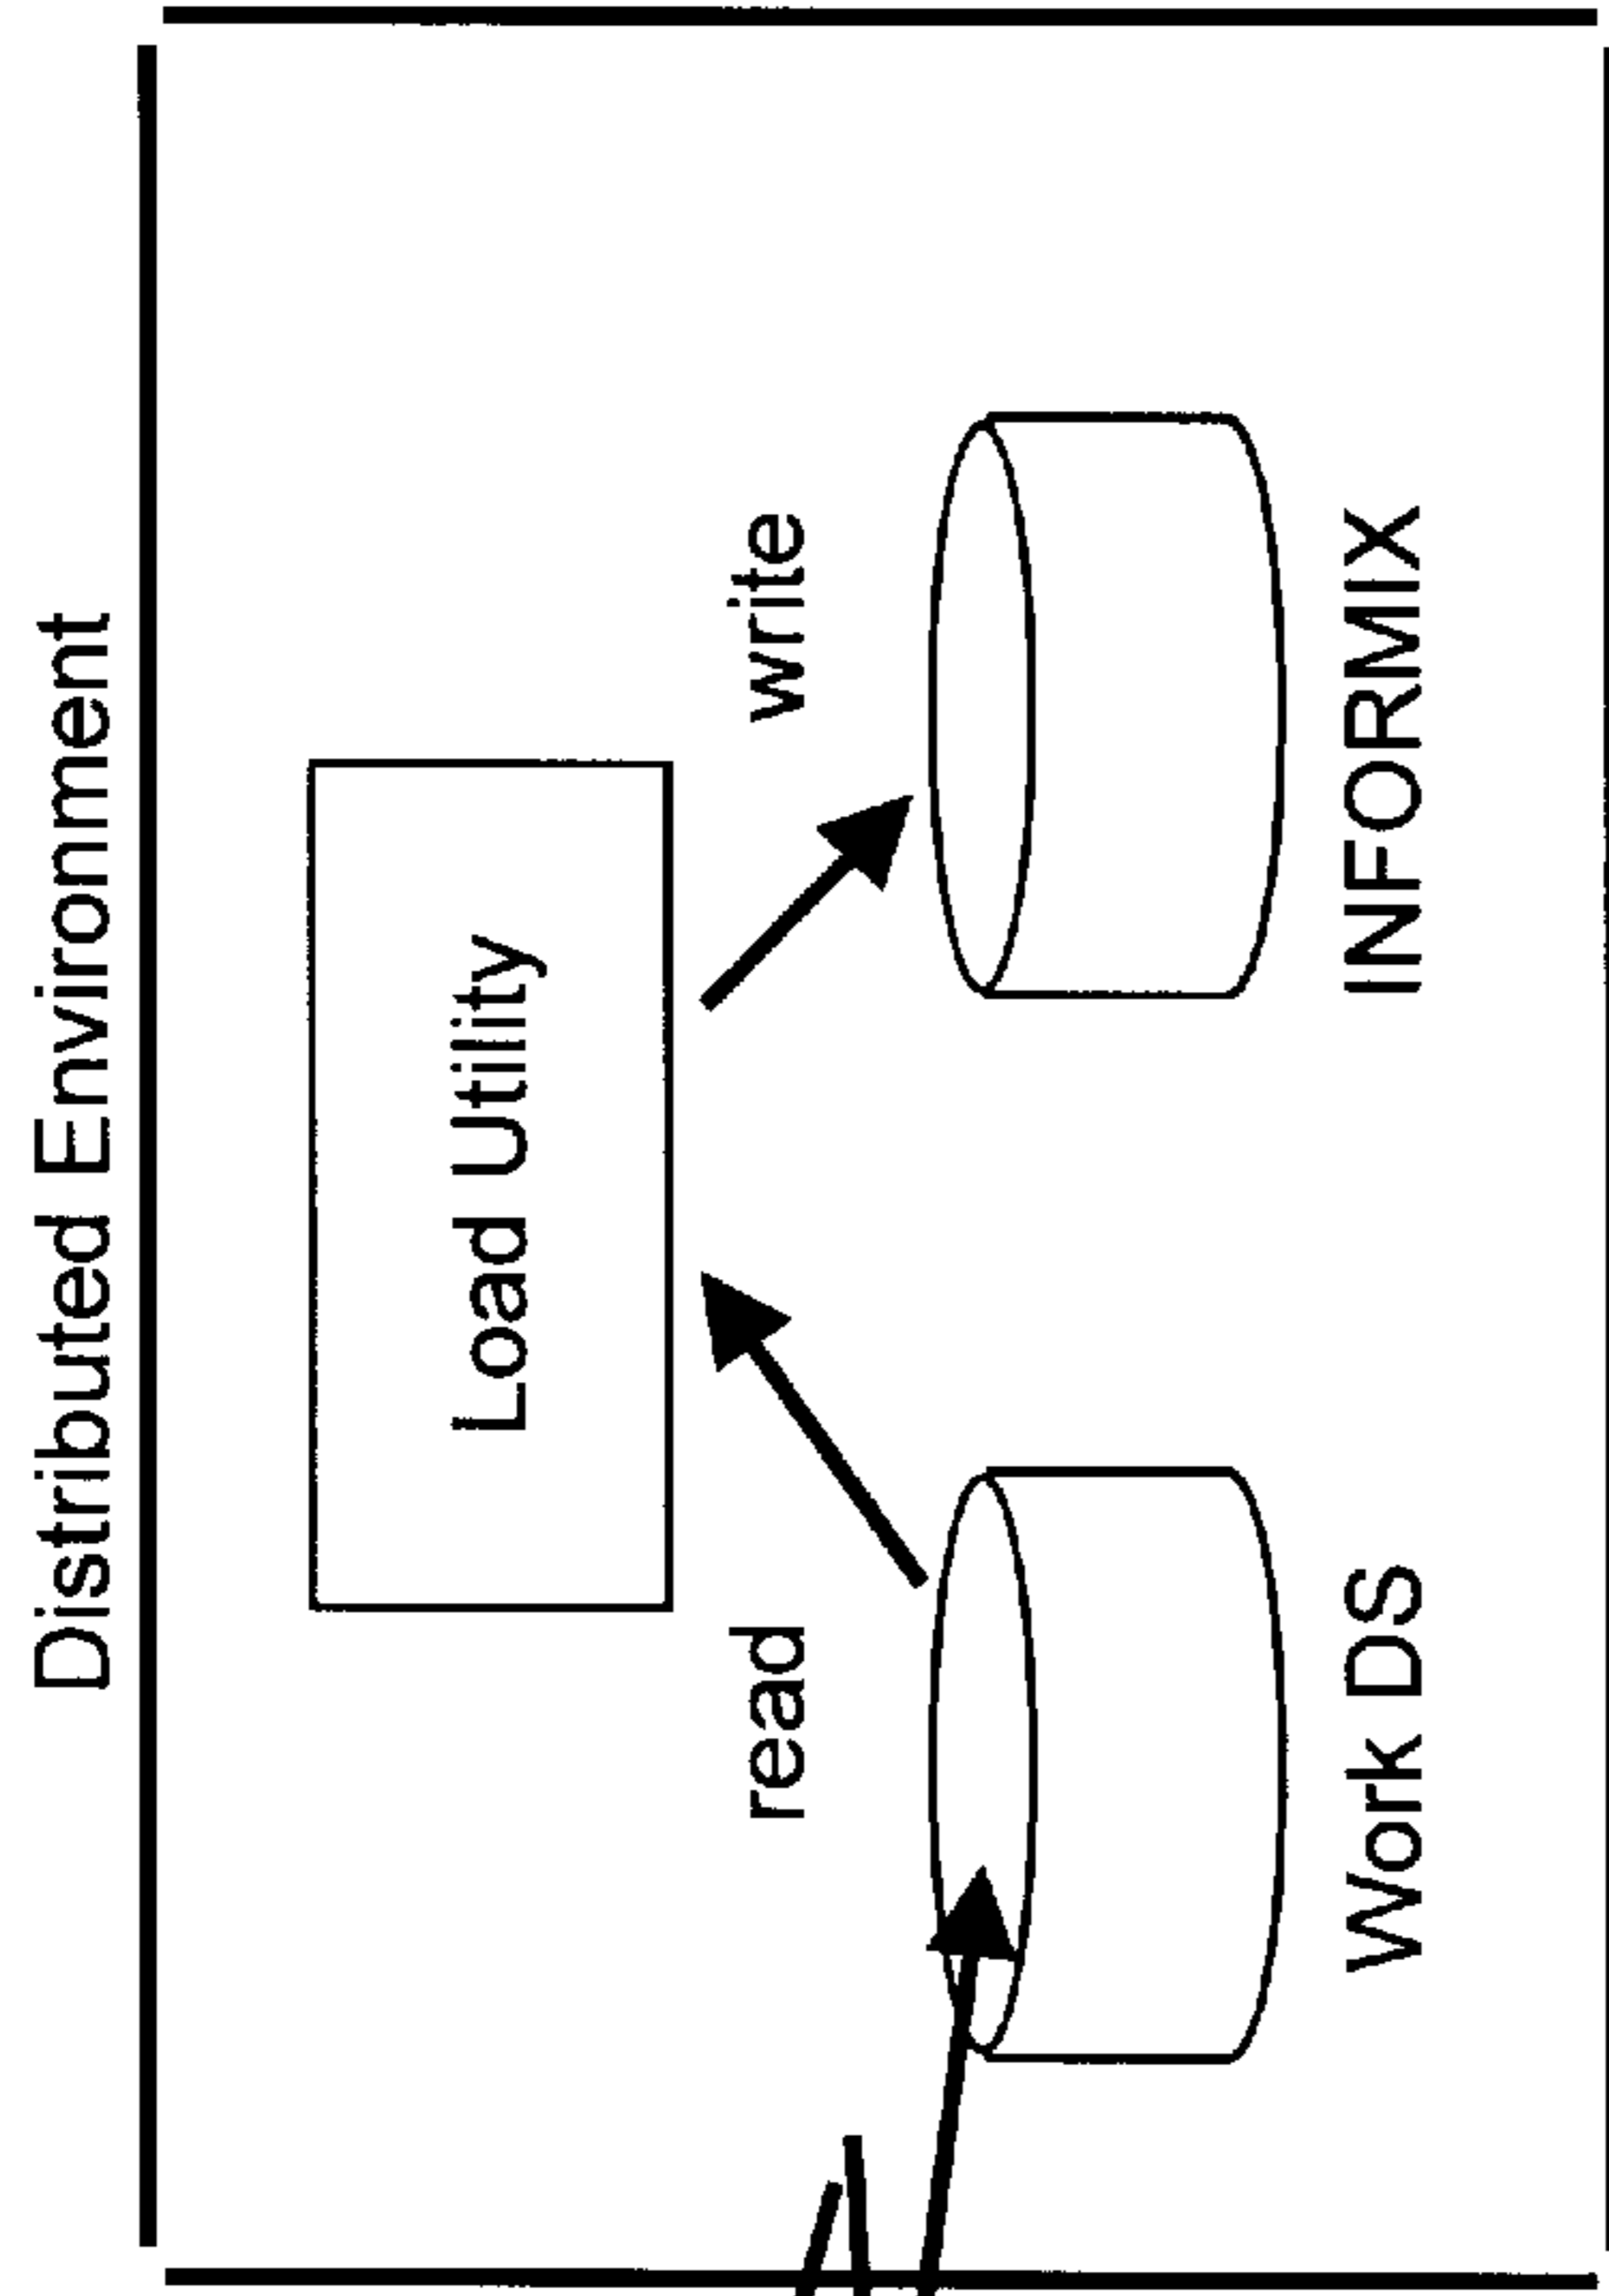 Distributed Environment
Load Utility
read
write
Work DS
INFORMIX